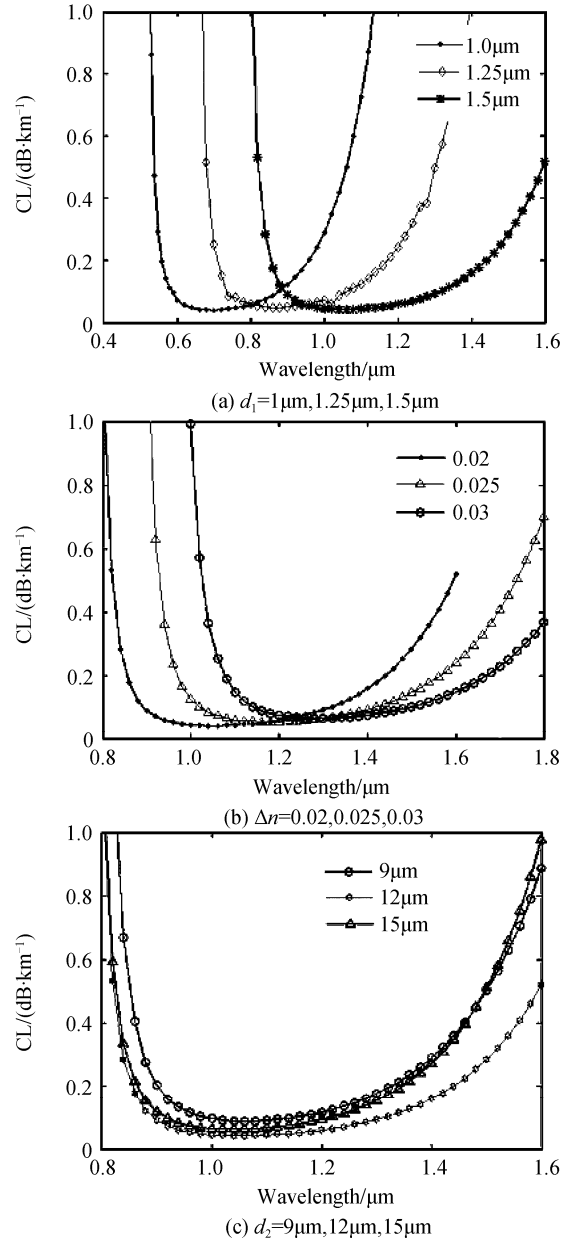 1.0
1.0μm
0.8
1.25μm
1.5μm
0.6
CL/(dB·km⁻¹)
0.4
0.2
0
0.4 0.6 0.8 1.0 1.2 1.4 1.6
Wavelength/μm
(a) d₁=1μm,1.25μm,1.5μm
1.0
0.02
0.8
0.025
0.03
0.6
CL/(dB·km⁻¹)
0.4
0.2
0
0.8 1.0 1.2 1.4 1.6 1.8
Wavelength/μm
(b) Δn=0.02,0.025,0.03
1.0
9μm
0.8
12μm
15μm
0.6
CL/(dB·km⁻¹)
0.4
0.2
0
0.8 1.0 1.2 1.4 1.6
Wavelength/μm
(c) d₂=9μm,12μm,15μm